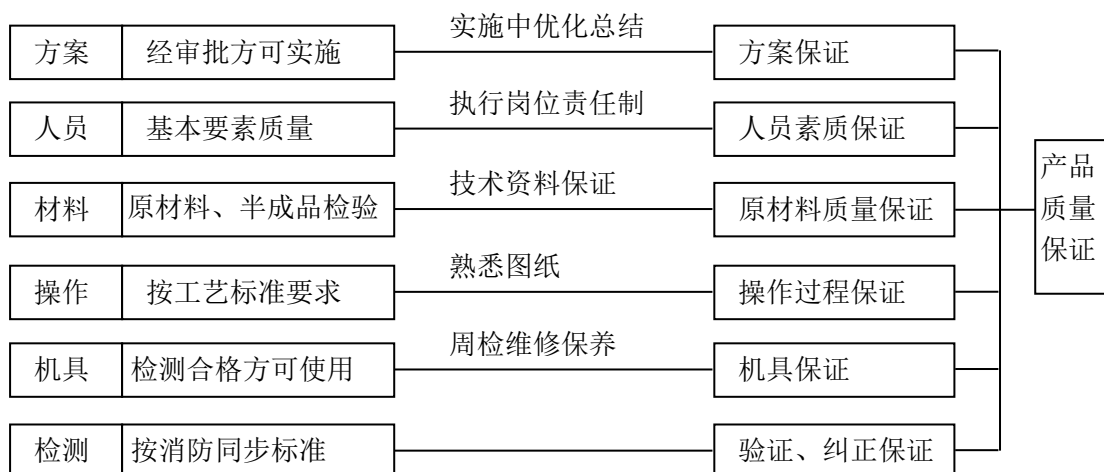 实施中优化总结
方案 经审批方可实施 方案保证
执行岗位责任制
人员 基本要素质量 人员素质保证
技术资料保证
材料 原材料、半成品检验 原材料质量保证
产品
质量
保证
熟悉图纸
操作 按工艺标准要求 操作过程保证
周检维修保养
机具 检测合格方可使用 机具保证
检测 按消防同步标准 验证、纠正保证